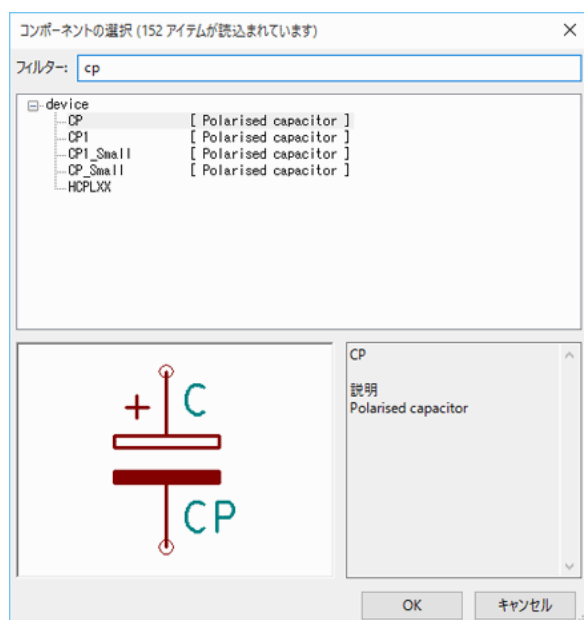 コンポーネントの選択 (152 アイテムが読込まれています)
フィルター: cp
device
CP [ Polarised capacitor ]
CP1 [ Polarised capacitor ]
CP1_Small [ Polarised capacitor ]
CP_Small [ Polarised capacitor ]
HCPLXX
+ C
CP
CP
説明
Polarised capacitor
OK キャンセル